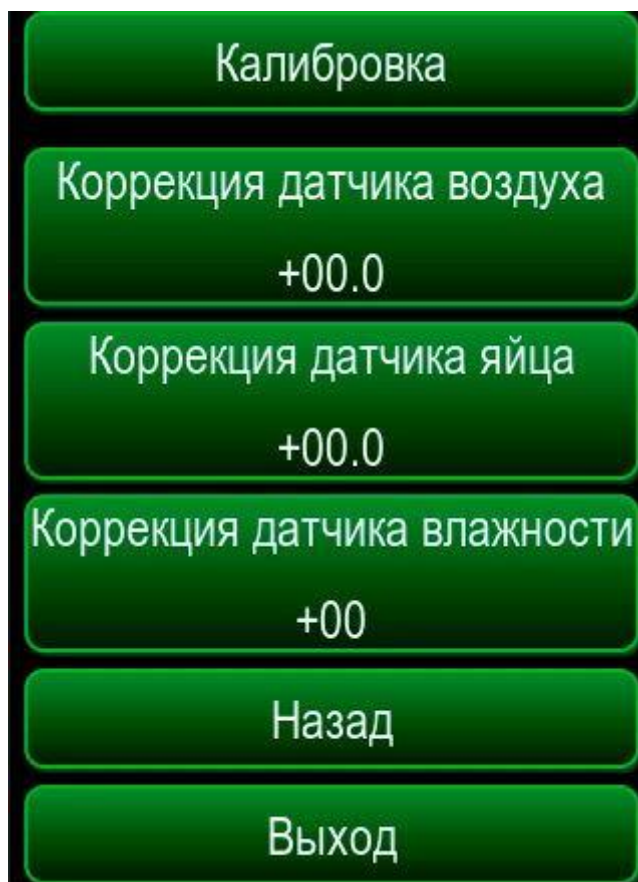 Калибровка
Коррекция датчика воздуха
+00.0
Коррекция датчика яйца
+00.0
Коррекция датчика влажности
+00
Назад
Выход